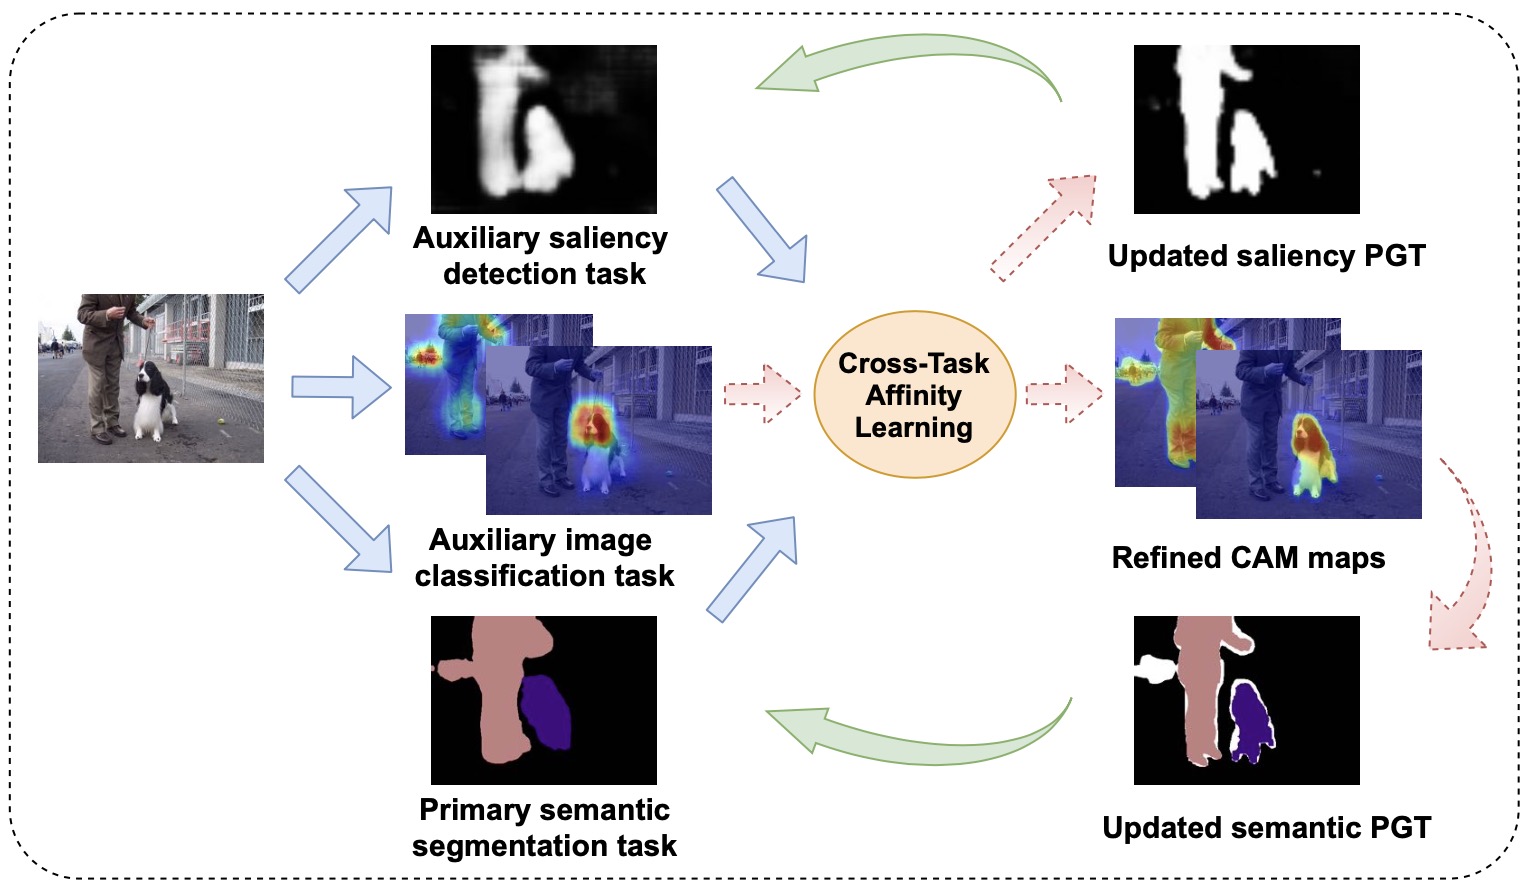 Auxiliary saliency
detection task
Updated saliency PGT
Cross-Task
Affinity
Learning
Auxiliary image
classification task
Refined CAM maps
Primary semantic
segmentation task
Updated semantic PGT